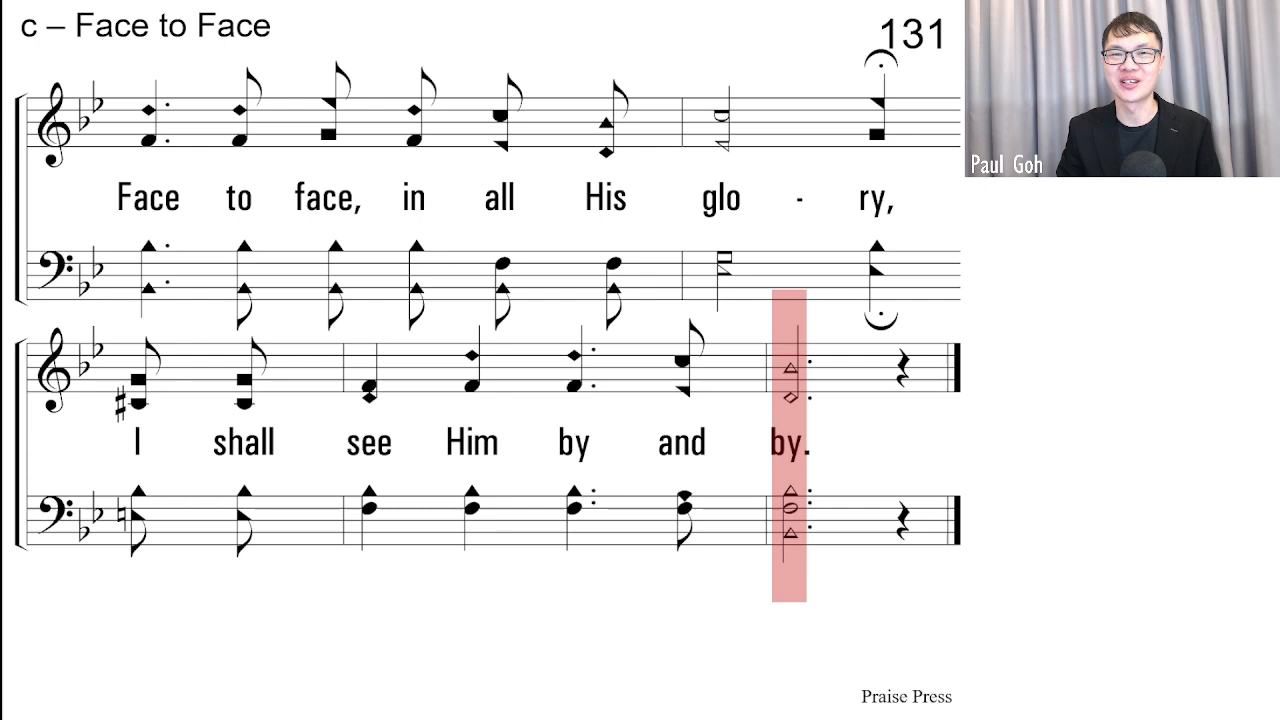 c – Face to Face
131
Paul Goh
Face to face, in all His glo - ry,
I shall see Him by and by.
Praise Press